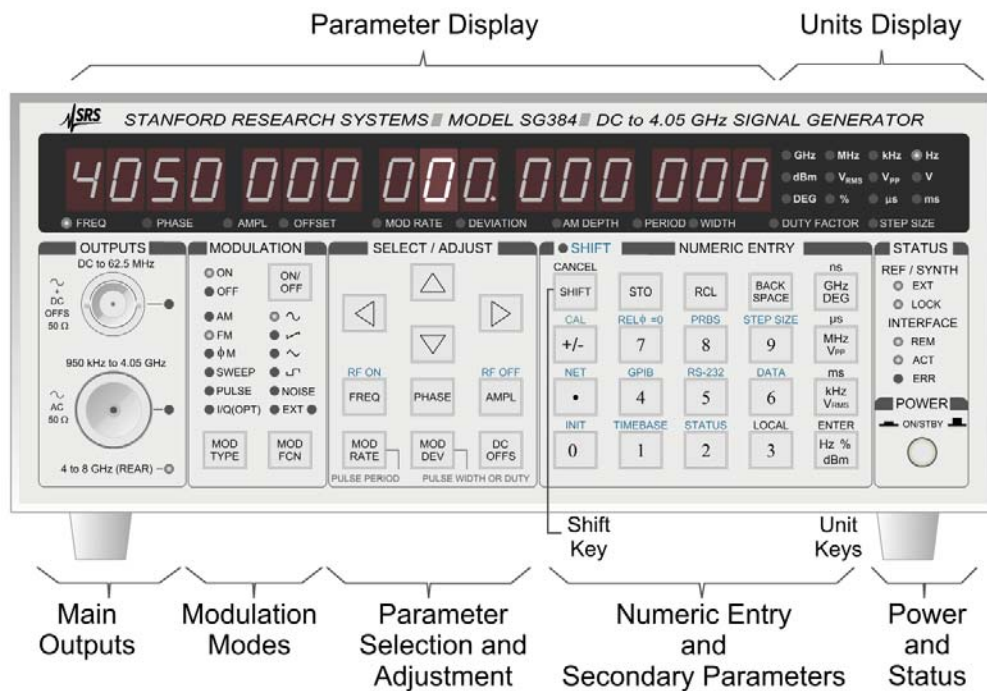 Parameter Display
Units Display
SRS
STANFORD RESEARCH SYSTEMS MODEL SG384 DC to 4.05 GHz SIGNAL GENERATOR
4050 000 000. 000 000
GHz MHz kHz Hz
dBm VRMS VPP V
DEG % µs ms
FREQ PHASE AMPL OFFSET MOD RATE DEVIATION AM DEPTH PERIOD WIDTH DUTY FACTOR STEP SIZE
OUTPUTS
DC to 62.5 MHz
+
DC
OFFS
50 Ω
950 kHz to 4.05 GHz
AC
50 Ω
4 to 8 GHz (REAR)
MODULATION
ON
OFF
ON/
OFF
AM
FM
ϕM
SWEEP
PULSE NOISE
I/Q(OPT) EXT
MOD
TYPE
MOD
FCN
SELECT / ADJUST
RF ON RF OFF
FREQ PHASE AMPL
MOD
RATE
MOD
DEV
DC
OFFS
PULSE PERIOD PULSE WIDTH OR DUTY
SHIFT NUMERIC ENTRY
CANCEL ns
SHIFT STO RCL
BACK
SPACE
GHz
DEG
CAL RELϕ =0 PRBS STEP SIZE µs
+/- 7 8 9
MHz
VPP
NET GPIB RS-232 DATA ms
• 4 5 6
kHz
VRMS
INIT TIMEBASE STATUS LOCAL ENTER
0 1 2 3
Hz %
dBm
STATUS
REF / SYNTH
EXT
LOCK
INTERFACE
REM
ACT
ERR
POWER
ON/STBY
Shift
Key
Unit
Keys
Main
Outputs
Modulation
Modes
Parameter
Selection and
Adjustment
Numeric Entry
and
Secondary Parameters
Power
and
Status